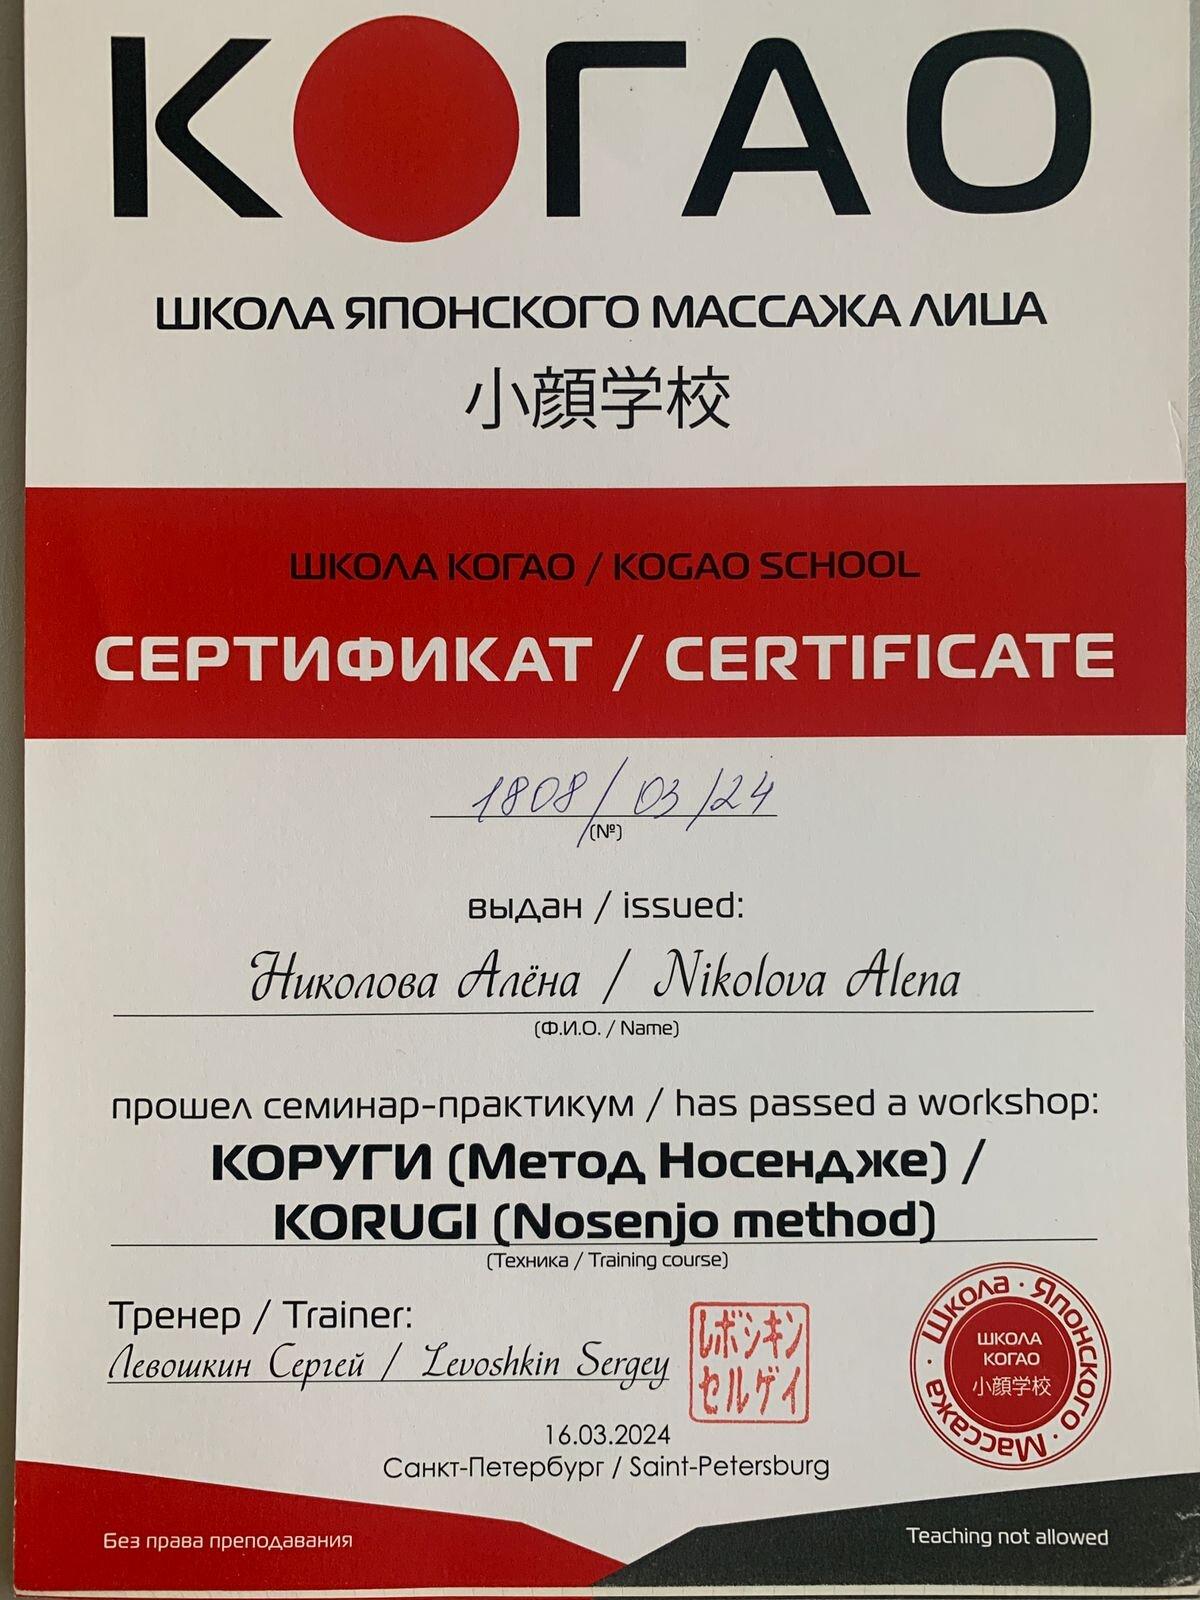 КОГАО
ШКОЛА ЯПОНСКОГО МАССАЖА ЛИЦА
小顔学校
ШКОЛА КОГАО / KOGAO SCHOOL
СЕРТИФИКАТ / CERTIFICATE
1808/03/24
(№)
выдан / issued:
Николова Алёна / Nikolova Alena
(Ф.И.О. / Name)
прошел семинар-практикум / has passed a workshop:
КОРУГИ (Метод Носендже) /
KORUGI (Nosenjo method)
(Техника / Training course)
Тренер / Trainer:
Левошкин Сергей / Levoshkin Sergey
レボシキン
セルゲイ
Школа · Японского · Массажа ·
ШКОЛА
КОГАО
小顔学校
16.03.2024
Санкт-Петербург / Saint-Petersburg
Без права преподавания
Teaching not allowed